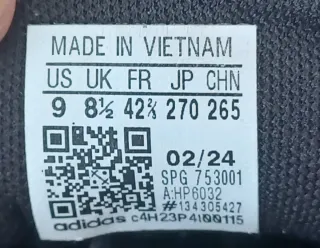 MADE IN VIETNAM
US UK FR JP CHN
9 8½ 42⅔ 270 265
02/24
SPG 753001
A:HP6032
#134305427
adidas c4H23P4I00115